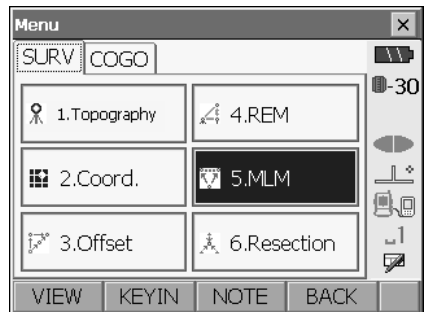 Menu
SURV COGO
-30
1.Topography 4.REM
2.Coord. 5.MLM
3.Offset 6.Resection
1
VIEW KEYIN NOTE BACK